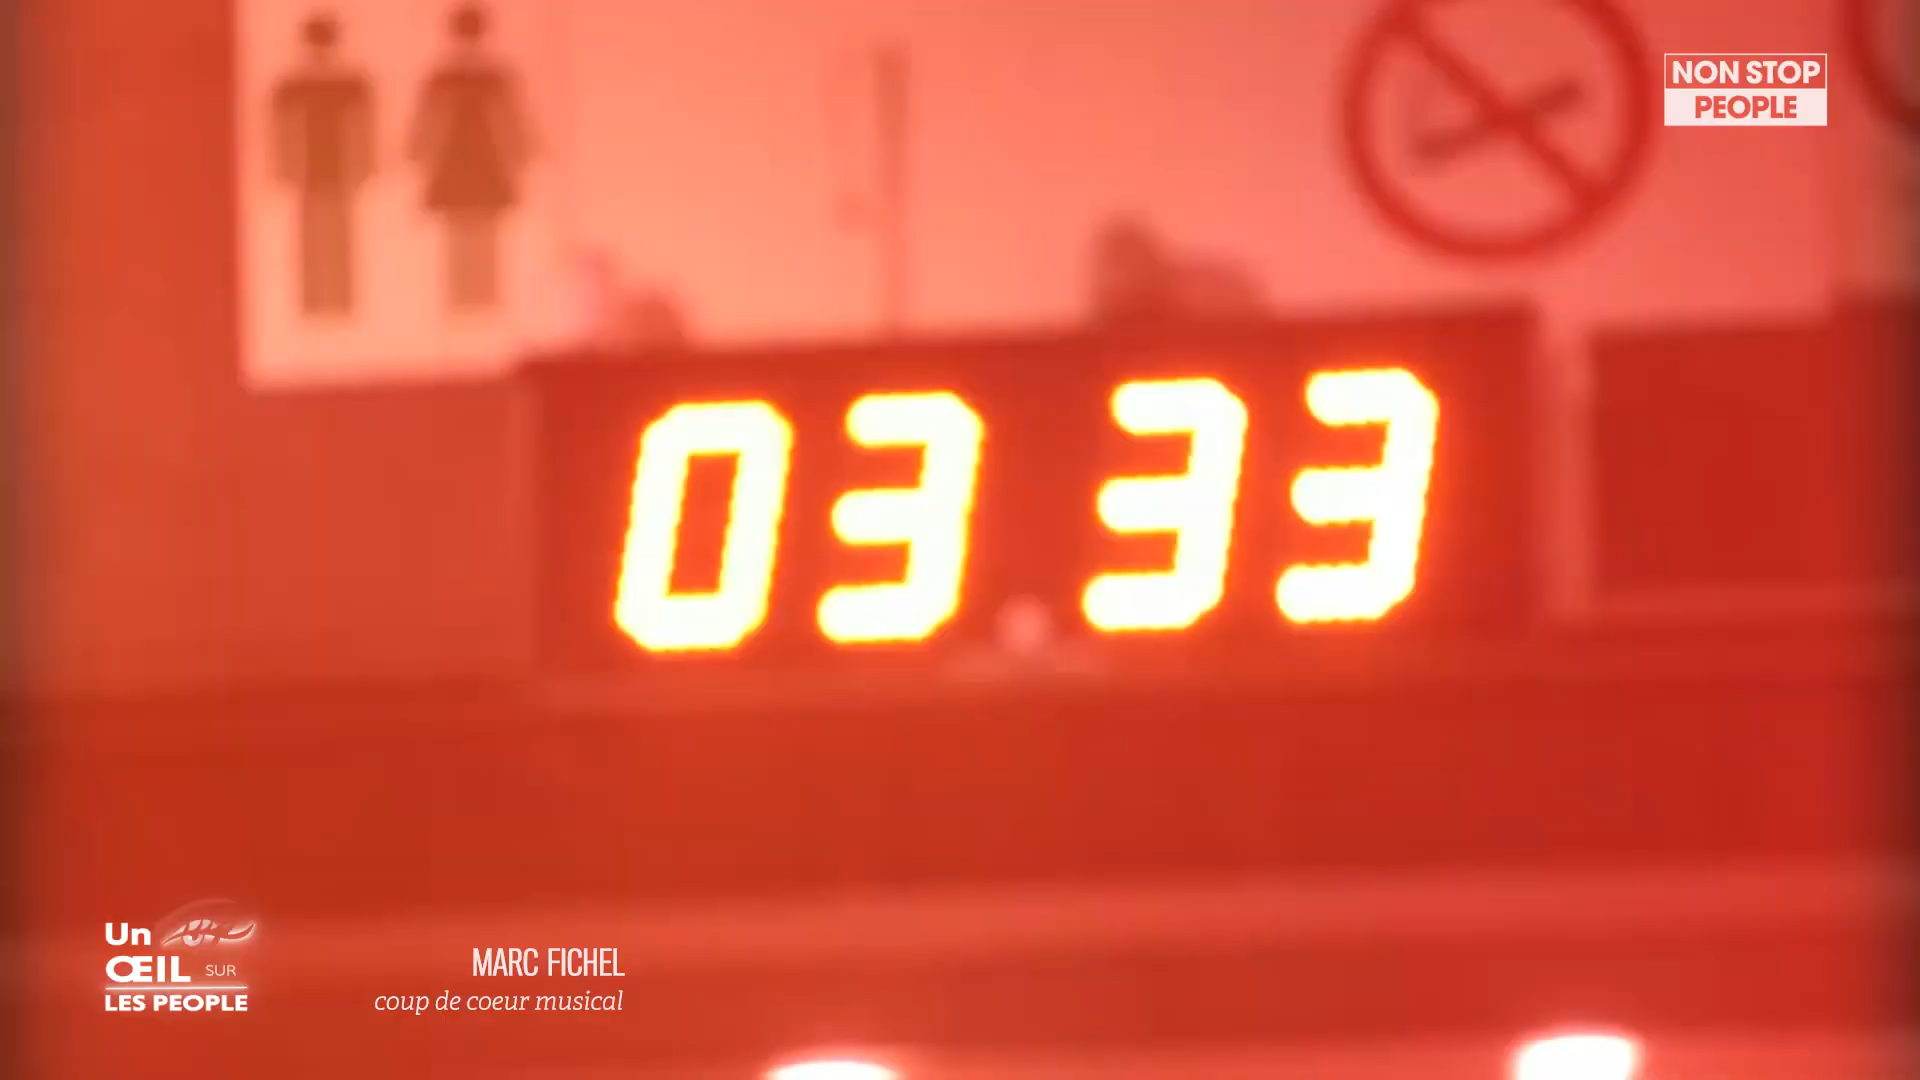 NON STOP
PEOPLE
03 33
Un
ŒIL SUR
LES PEOPLE
MARC FICHEL
coup de coeur musical